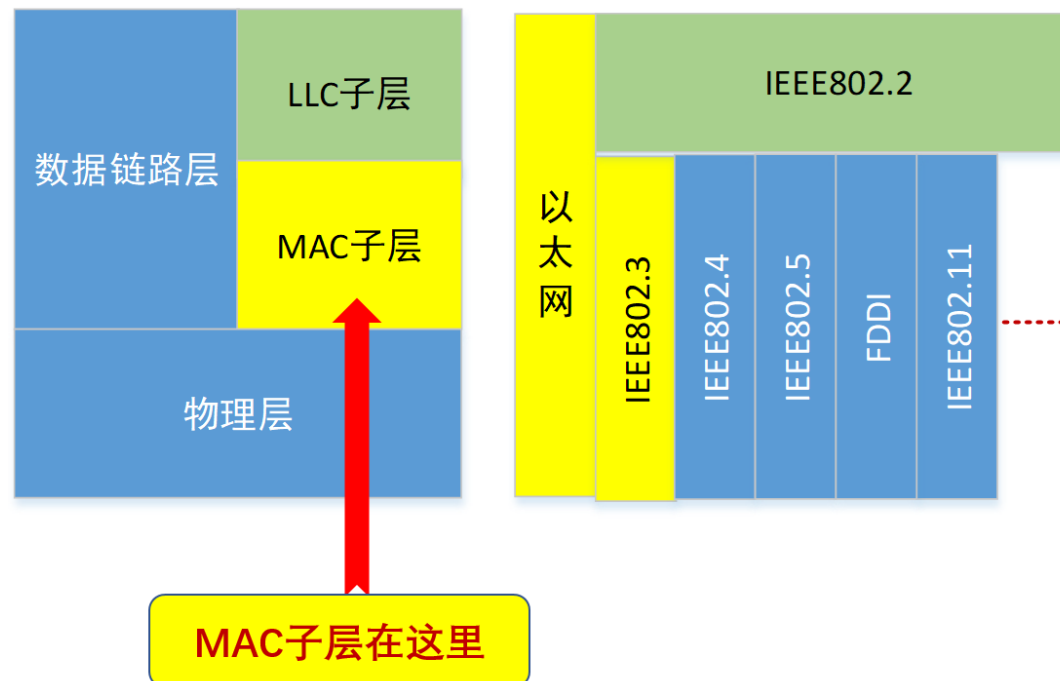 数据链路层
LLC子层
MAC子层
物理层
MAC子层在这里
以太网
IEEE802.2
IEEE802.3
IEEE802.4
IEEE802.5
FDDI
IEEE802.11